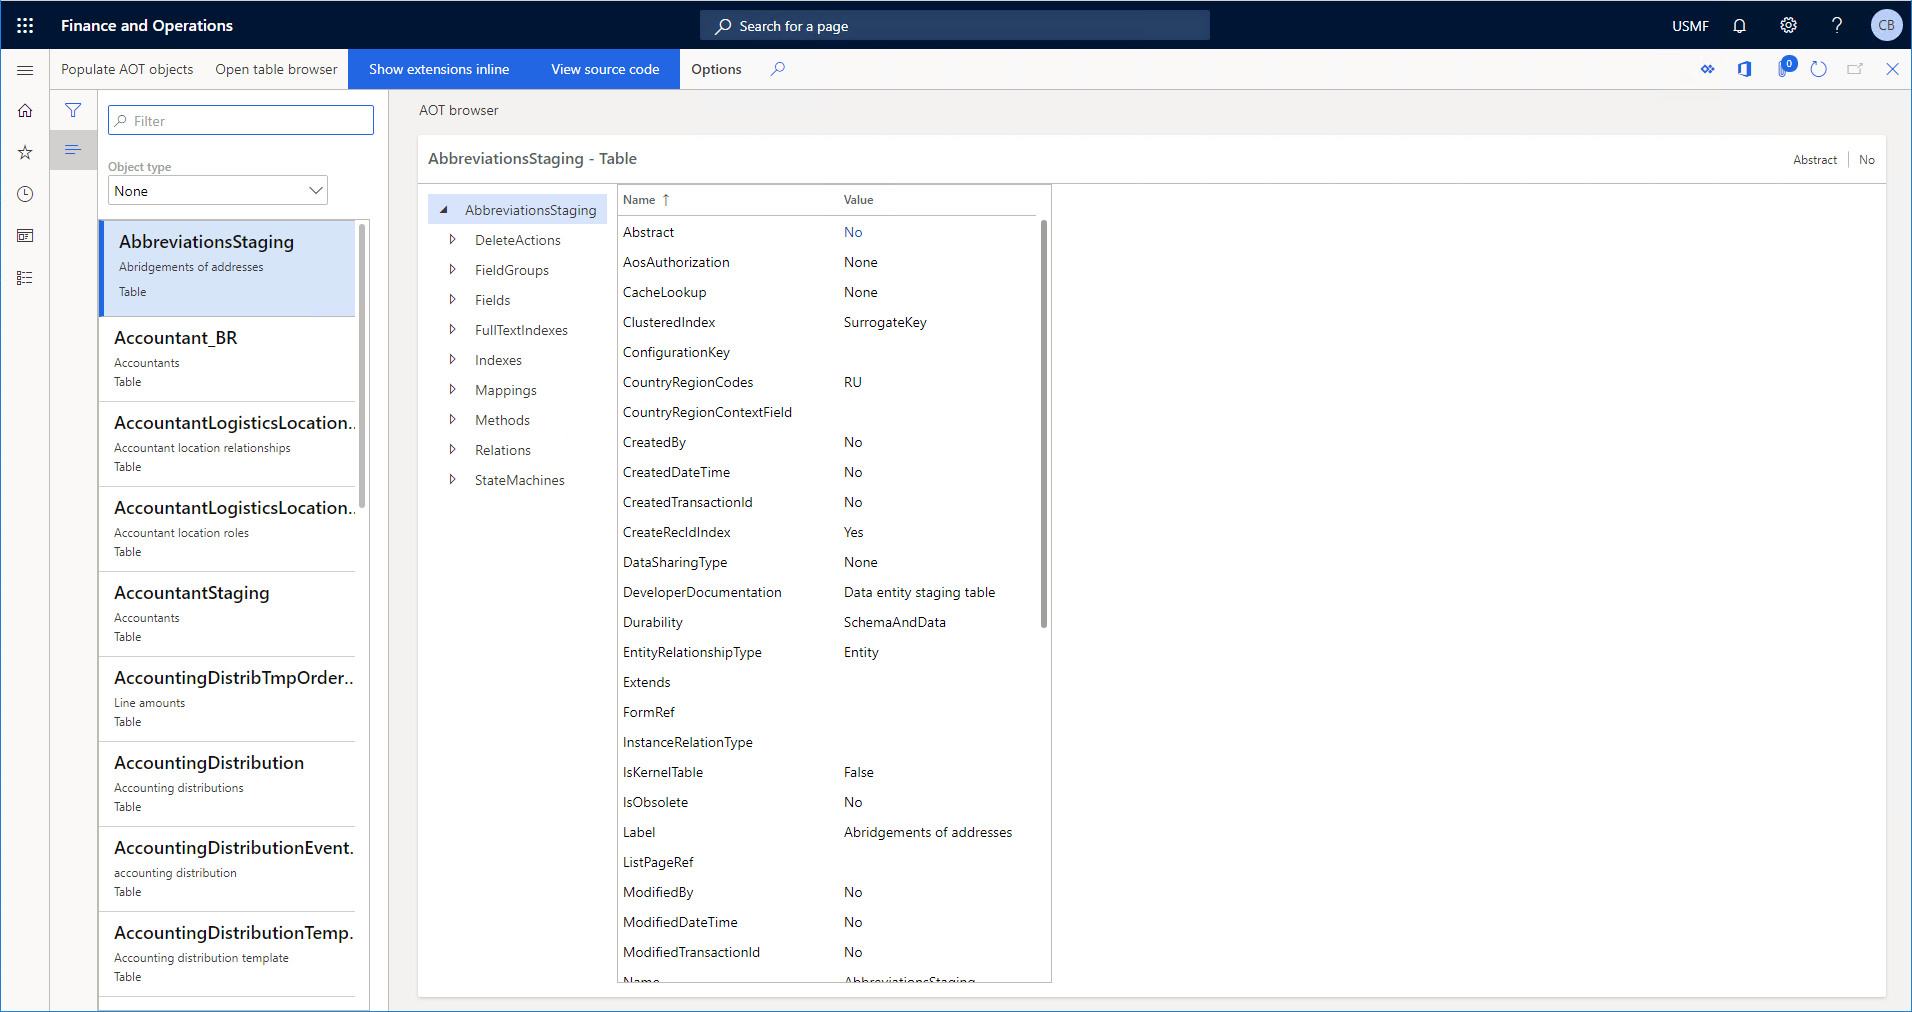 Finance and Operations
Search for a page
USMF
CB
Populate AOT objects
Open table browser
Show extensions inline
View source code
Options
0
Filter
Object type
None
AbbreviationsStaging
Abridgements of addresses
Table
Accountant_BR
Accountants
Table
AccountantLogisticsLocation..
Accountant location relationships
Table
AccountantLogisticsLocation..
Accountant location roles
Table
AccountantStaging
Accountants
Table
AccountingDistribTmpOrder..
Line amounts
Table
AccountingDistribution
Accounting distributions
Table
AccountingDistributionEvent.
accounting distribution
Table
AccountingDistributionTemp.
Accounting distribution template
Table
AOT browser
AbbreviationsStaging - Table
Abstract No
AbbreviationsStaging
DeleteActions
FieldGroups
Fields
FullTextIndexes
Indexes
Mappings
Methods
Relations
StateMachines
Name Value
Abstract No
AosAuthorization None
CacheLookup None
ClusteredIndex SurrogateKey
ConfigurationKey
CountryRegionCodes RU
CountryRegionContextField
CreatedBy No
CreatedDateTime No
CreatedTransactionId No
CreateRecIdIndex Yes
DataSharingType None
DeveloperDocumentation Data entity staging table
Durability SchemaAndData
EntityRelationshipType Entity
Extends
FormRef
InstanceRelationType
IsKernelTable False
IsObsolete No
Label Abridgements of addresses
ListPageRef
ModifiedBy No
ModifiedDateTime No
ModifiedTransactionId No
Name AbbreviationsStaging